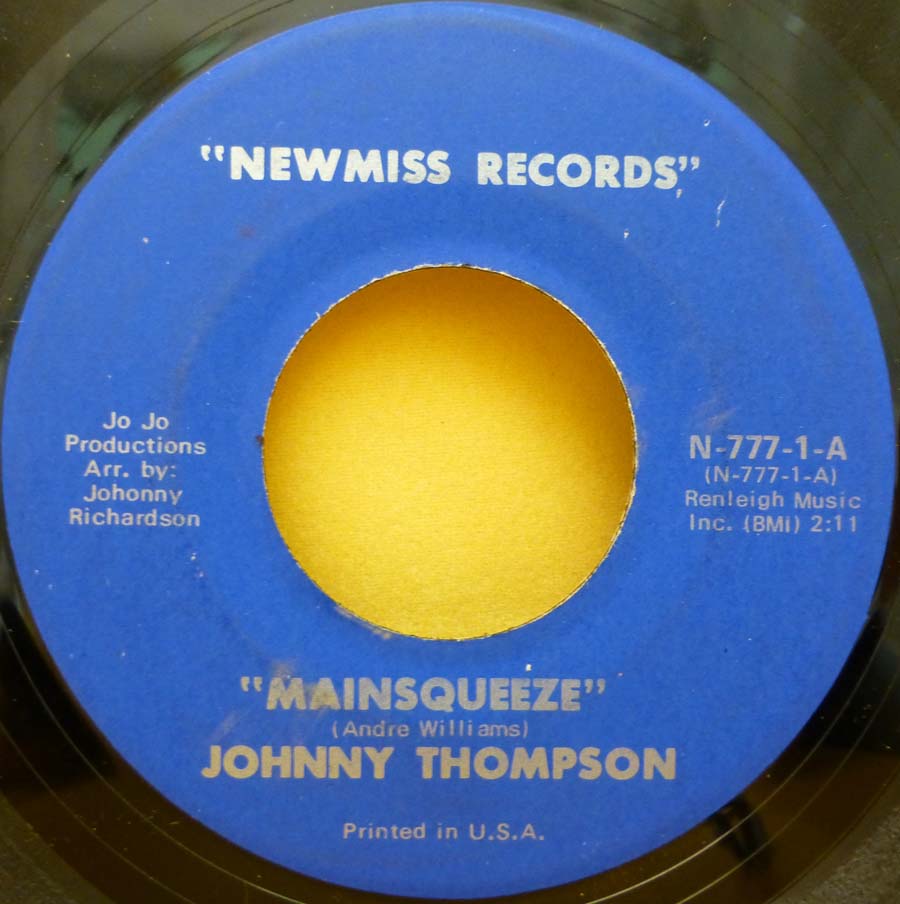 "NEWMISS RECORDS"
Jo Jo
Productions
Arr. by:
Johonny
Richardson
N-777-1-A
(N-777-1-A)
Renleigh Music
Inc. (BMI) 2:11
"MAINSQUEEZE"
(Andre Williams)
JOHNNY THOMPSON
Printed in U.S.A.